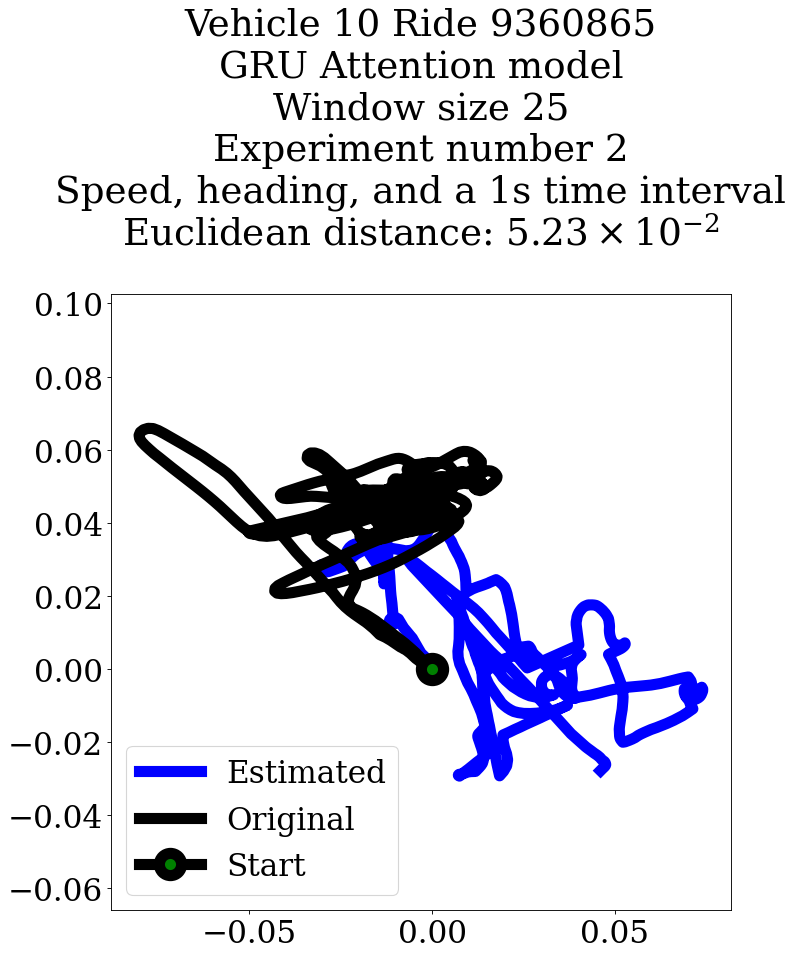 Vehicle 10 Ride 9360865
GRU Attention model
Window size 25
Experiment number 2
Speed, heading, and a 1s time interval
Euclidean distance: 5.23 × 10⁻²
0.10
0.08
0.06
0.04
0.02
0.00
−0.02
−0.04
−0.06
Estimated
Original
Start
−0.05 0.00 0.05